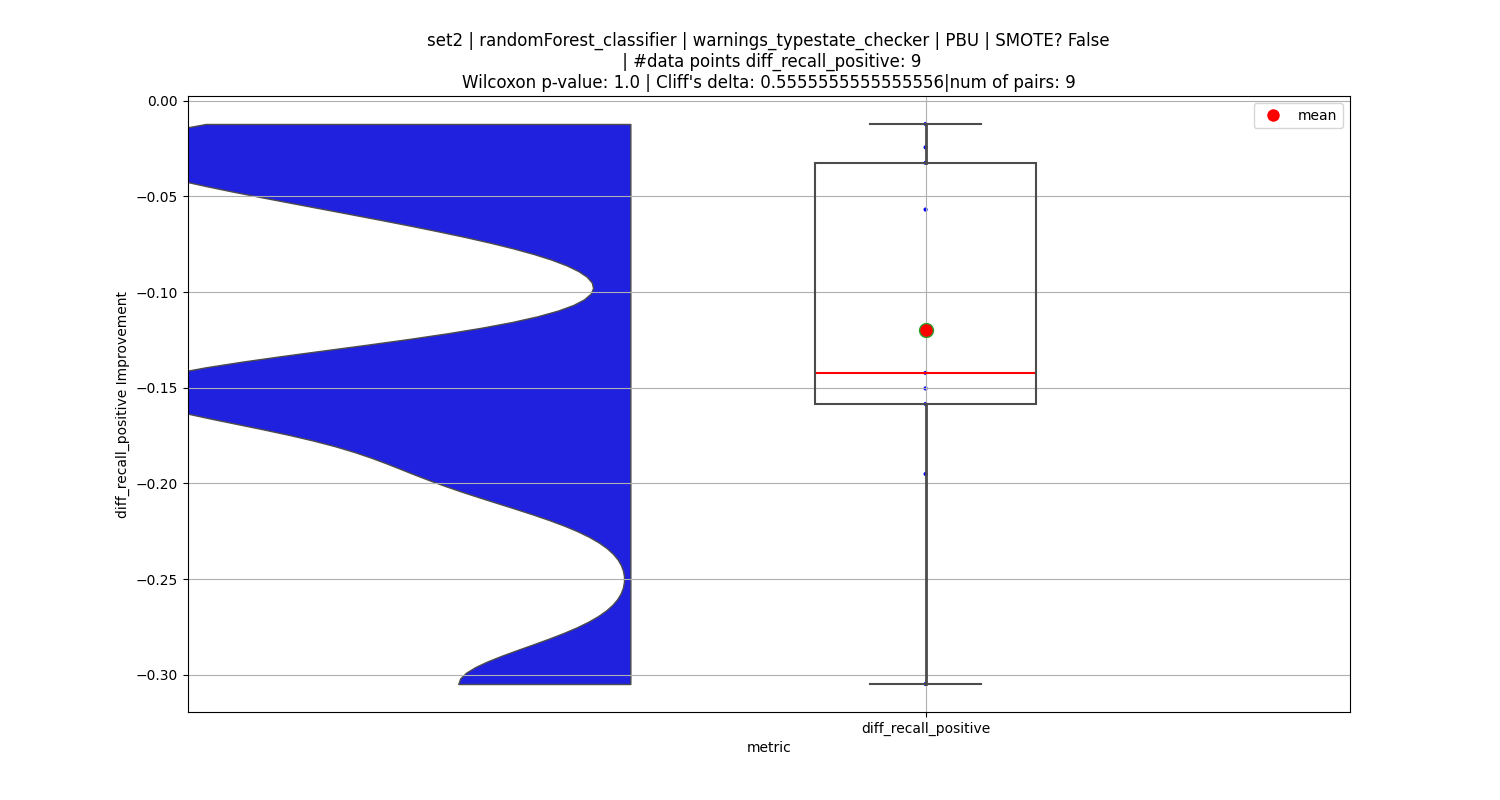 set2 | randomForest_classifier | warnings_typestate_checker | PBU | SMOTE? False
| #data points diff_recall_positive: 9
Wilcoxon p-value: 1.0 | Cliff's delta: 0.5555555555555556|num of pairs: 9
mean
0.00
−0.05
−0.10
−0.15
−0.20
−0.25
−0.30
diff_recall_positive Improvement
diff_recall_positive
metric